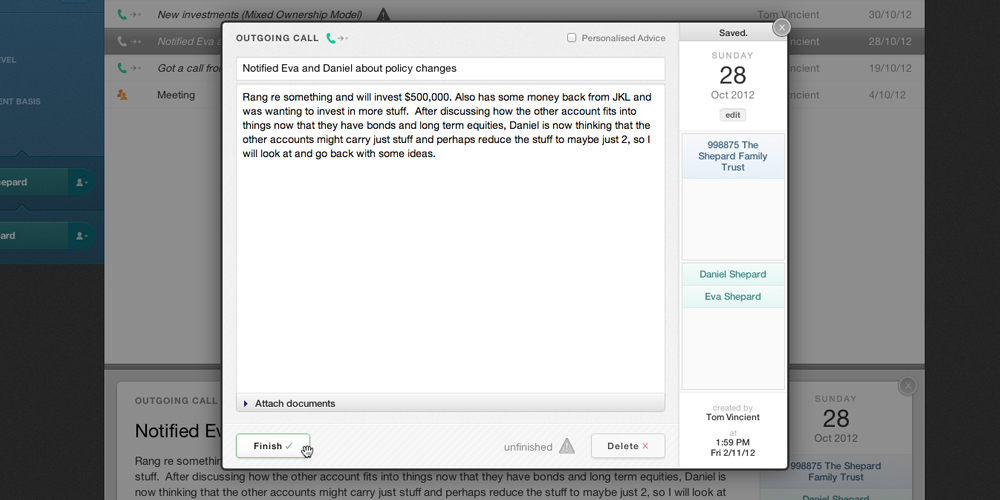 New investments (Mixed Ownership Model)
Tom Vincient
30/10/12
Notified Eva
ncient
28/10/12
Got a call fro
ncient
19/10/12
Meeting
ncient
4/10/12
EVEL
ENT BASIS
epard
ard
OUTGOING CALL
Personalised Advice
Notified Eva and Daniel about policy changes
Rang re something and will invest $500,000. Also has some money back from JKL and
was wanting to invest in more stuff. After discussing how the other account fits into
things now that they have bonds and long term equities, Daniel is now thinking that the
other accounts might carry just stuff and perhaps reduce the stuff to maybe just 2, so I
will look at and go back with some ideas.
Attach documents
Finish ✓
unfinished
Delete X
Saved.
X
SUNDAY
28
Oct 2012
edit
998875 The
Shepard Family
Trust
Daniel Shepard
Eva Shepard
created by
Tom Vincient
at
1:59 PM
Fri 2/11/12
OUTGOING CALL
Notified Ev
Rang re somethin
stuff. After discussing how the other account fits into things now that they have bonds and long term equities, Daniel is
now thinking that the other accounts might carry just stuff and perhaps reduce the stuff to maybe just 2, so I will look at
X
SUNDAY
28
Oct 2012
998875 The Shepard
Family Trust
Daniel Shepard